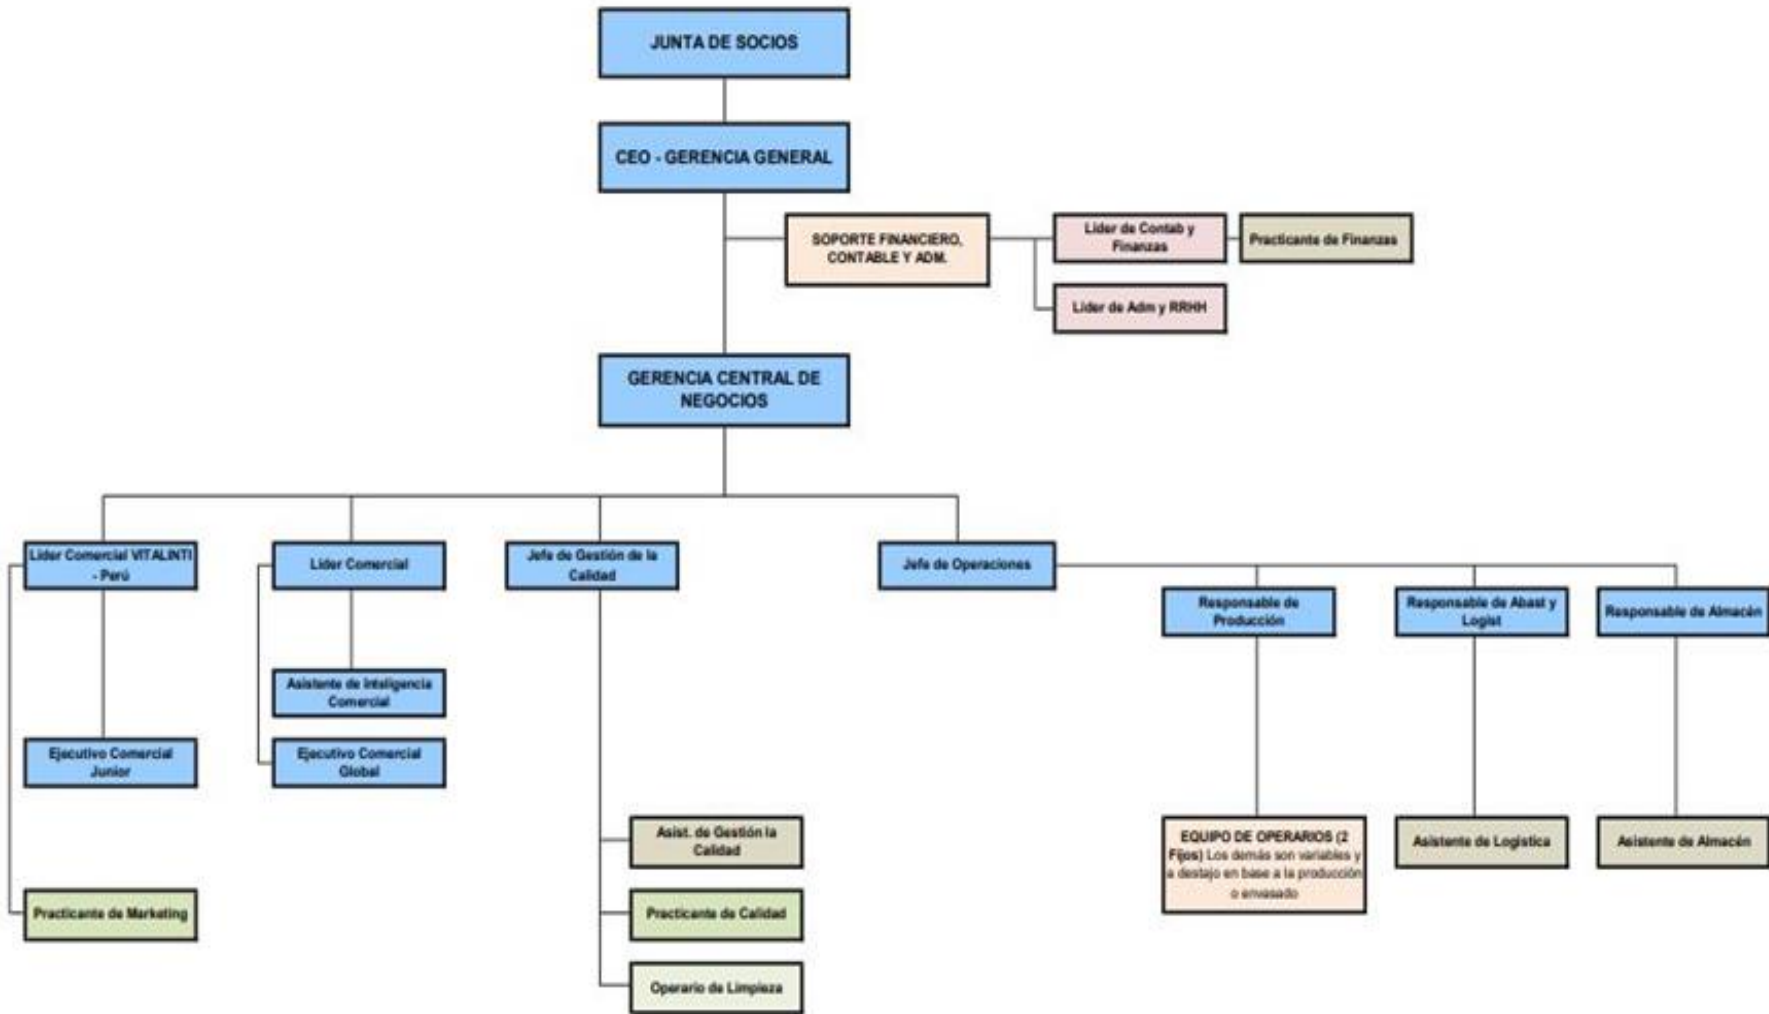 JUNTA DE SOCIOS
CEO - GERENCIA GENERAL
SOPORTE FINANCIERO,
CONTABLE Y ADM.
Lider de Contab y
Finanzas
Practicante de Finanzas
Lider de Adm y RRHH
GERENCIA CENTRAL DE
NEGOCIOS
Lider Comercial VITALINTI
- Perú
Lider Comercial
Jefe de Gestión de la
Calidad
Jefe de Operaciones
Responsable de
Producción
Responsable de Abast y
Logist
Responsable de Almacén
Asistente de Inteligencia
Comercial
Ejecutivo Comercial
Junior
Ejecutivo Comercial
Global
Asist. de Gestión la
Calidad
EQUIPO DE OPERARIOS (2
Fijos) Los demás son variables y
a destajo en base a la producción
o envasado
Asistente de Logística
Asistente de Almacén
Practicante de Marketing
Practicante de Calidad
Operario de Limpieza